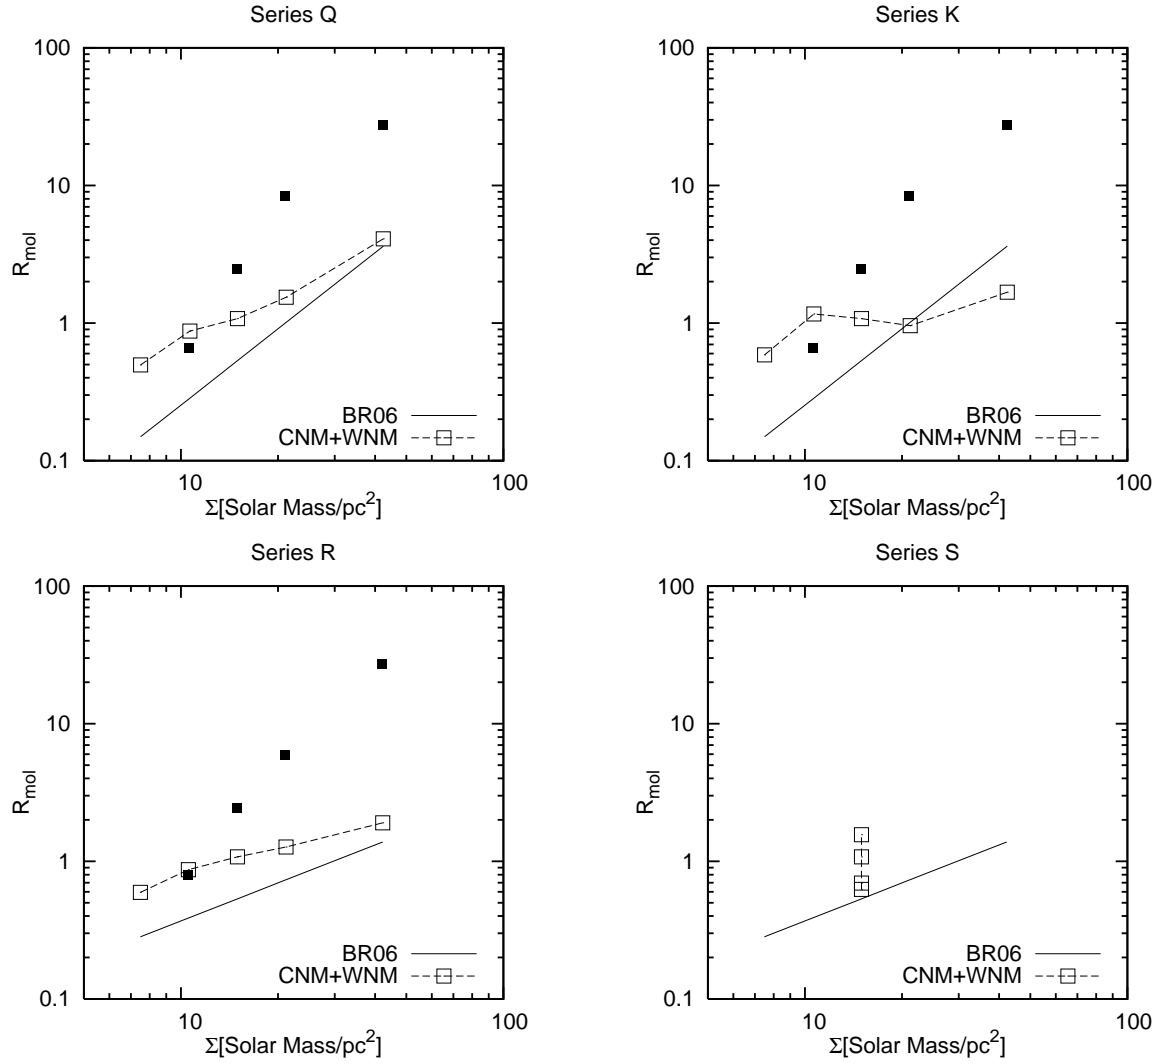 Series Q
100
10
1
0.1
R_mol
BR06
CNM+WNM
10
100
Σ[Solar Mass/pc²]
Series K
100
10
1
0.1
R_mol
BR06
CNM+WNM
10
100
Σ[Solar Mass/pc²]
Series R
100
10
1
0.1
R_mol
BR06
CNM+WNM
10
100
Σ[Solar Mass/pc²]
Series S
100
10
1
0.1
R_mol
BR06
CNM+WNM
10
100
Σ[Solar Mass/pc²]